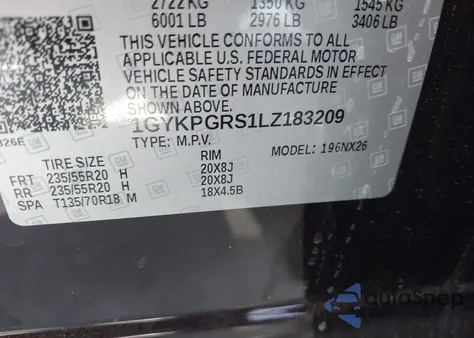 2722 KG 1350 KG 1545 KG
6001 LB 2976 LB 3406 LB
THIS VEHICLE CONFORMS TO ALL
APPLICABLE U.S. FEDERAL MOTOR
VEHICLE SAFETY STANDARDS IN EFFECT
ON THE DATE OF MANUFACTURE
SHOWN ABOVE.
1GYKPGRS1LZ183209
TYPE: M.P.V. MODEL: 196NX26
TIRE SIZE RIM
FRT 235/55R20 H 20X8J
RR 235/55R20 H 20X8J
SPA T135/70R18 M 18X4.5B
GM
autoSnap